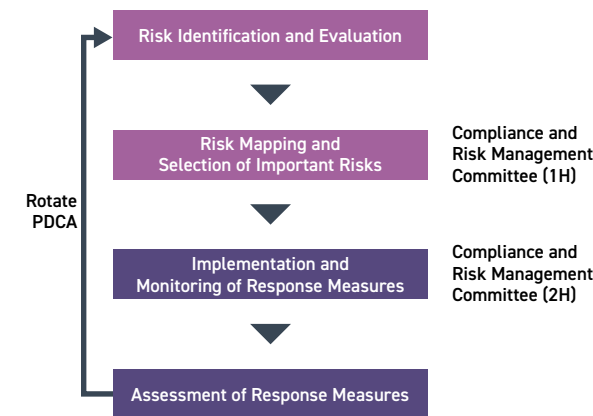 Risk Identification and Evaluation
Risk Mapping and
Selection of Important Risks
Compliance and
Risk Management
Committee (1H)
Rotate
PDCA
Implementation and
Monitoring of Response Measures
Compliance and
Risk Management
Committee (2H)
Assessment of Response Measures